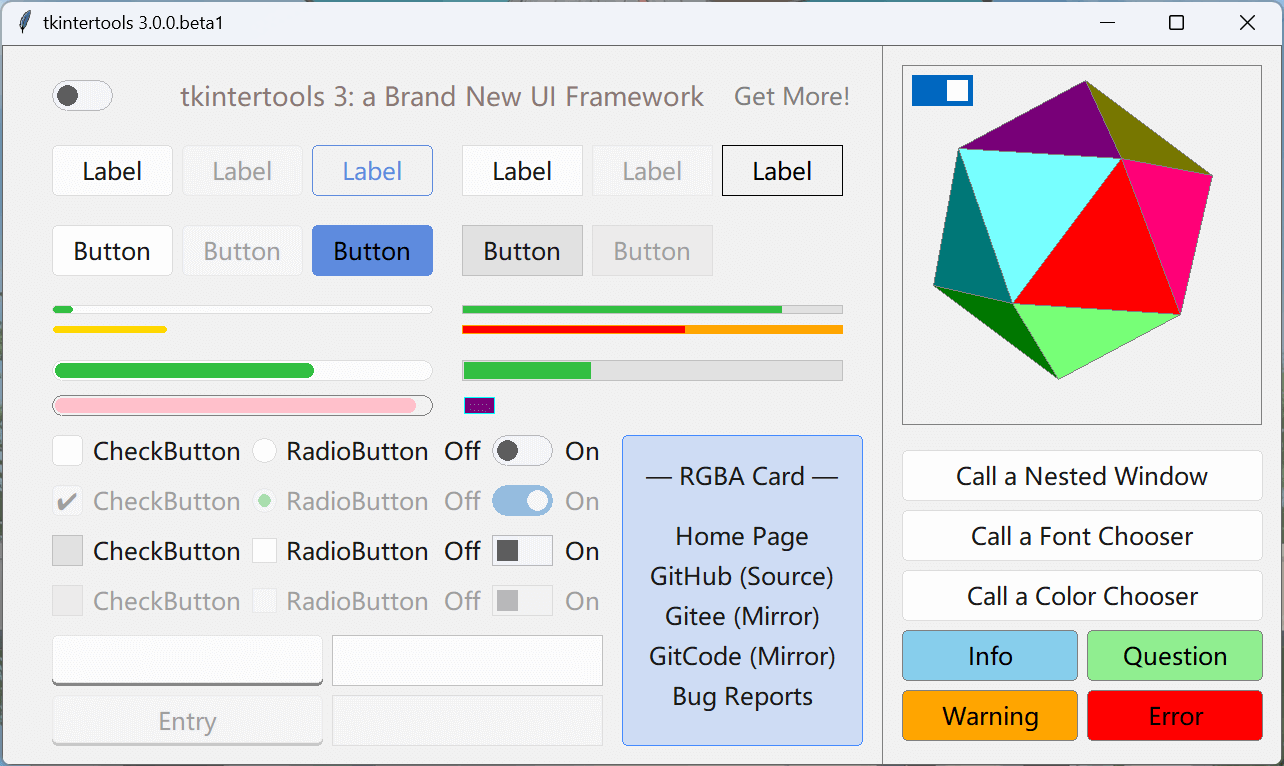 tkintertools 3.0.0.beta1
tkintertools 3: a Brand New UI Framework Get More!
Label Label Label Label Label Label
Button Button Button Button Button
CheckButton RadioButton Off On
CheckButton RadioButton Off On
CheckButton RadioButton Off On
CheckButton RadioButton Off On
Entry
— RGBA Card —
Home Page
GitHub (Source)
Gitee (Mirror)
GitCode (Mirror)
Bug Reports
Call a Nested Window
Call a Font Chooser
Call a Color Chooser
Info Question
Warning Error